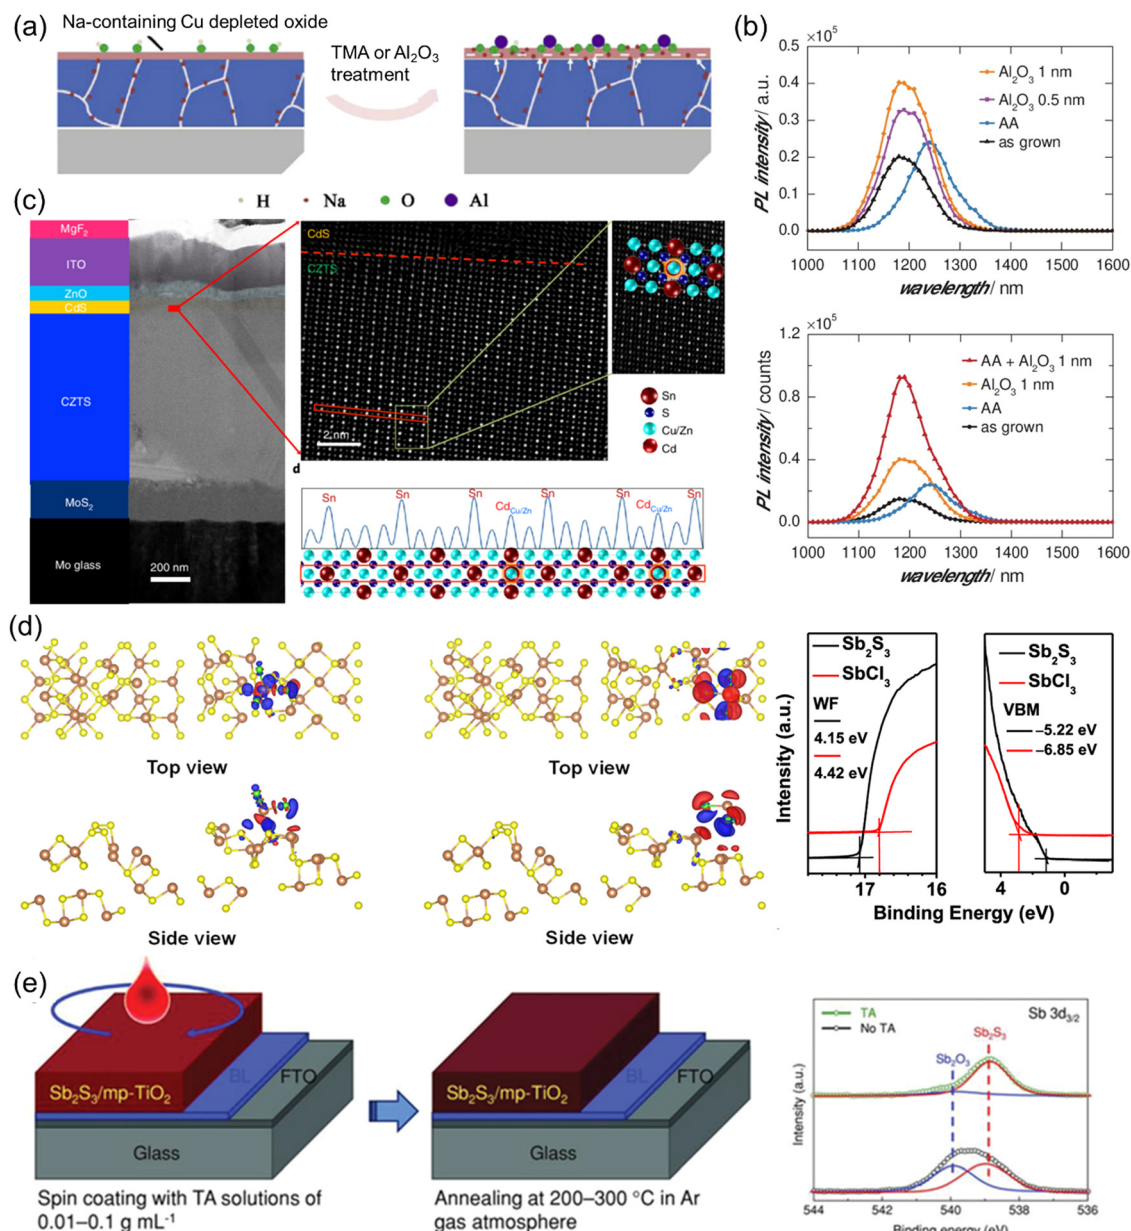 (a)
Na-containing Cu depleted oxide
TMA or Al₂O₃
treatment
H
Na
O
Al
(b)
×10⁵
0.5
0.4
0.3
0.2
0.1
0.0
PL intensity/ a.u.
Al₂O₃ 1 nm
Al₂O₃ 0.5 nm
AA
as grown
1000 1100 1200 1300 1400 1500 1600
wavelength/ nm
×10⁵
1.2
0.8
0.4
0.0
PL intensity/ counts
AA + Al₂O₃ 1 nm
Al₂O₃ 1 nm
AA
as grown
1000 1100 1200 1300 1400 1500 1600
wavelength/ nm
(c)
MgF₂
ITO
ZnO
CdS
CZTS
MoS₂
Mo glass
200 nm
CdS
CZTS
2 nm
d
Sn
S
Cu/Zn
Cd
Sn Sn Sn Sn Sn Sn
Cd Cu/Zn Cd Cu/Zn
(d)
Top view
Top view
Side view
Side view
Intensity (a.u.)
Sb₂S₃
SbCl₃
WF
4.15 eV
4.42 eV
17 16
Sb₂S₃
SbCl₃
VBM
−5.22 eV
−6.85 eV
4 0
Binding Energy (eV)
(e)
Sb₂S₃/mp-TiO₂
BL
FTO
Glass
Spin coating with TA solutions of
0.01–0.1 g mL⁻¹
Sb₂S₃/mp-TiO₂
BL
FTO
Glass
Annealing at 200–300 °C in Ar
gas atmosphere
TA
No TA
Sb 3d₃/₂
Sb₂S₃
Sb₂O₃
Intensity (a.u.)
544 542 540 538 536
Binding energy (eV)